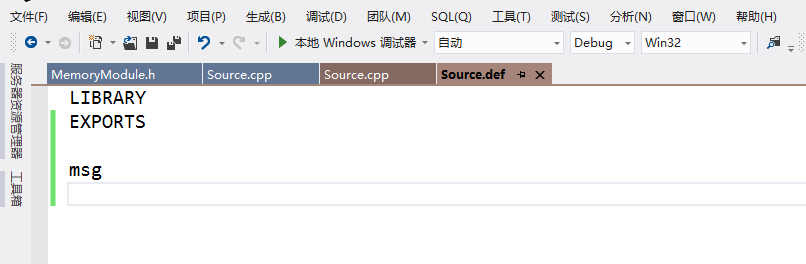 文件(F) 编辑(E) 视图(V) 项目(P) 生成(B) 调试(D) 团队(M) SQL(Q) 工具(T) 测试(S) 分析(N) 窗口(W) 帮助(H)
本地 Windows 调试器 自动 Debug Win32
服务器资源管理器
工具箱
MemoryModule.h Source.cpp Source.cpp Source.def
LIBRARY
EXPORTS
msg